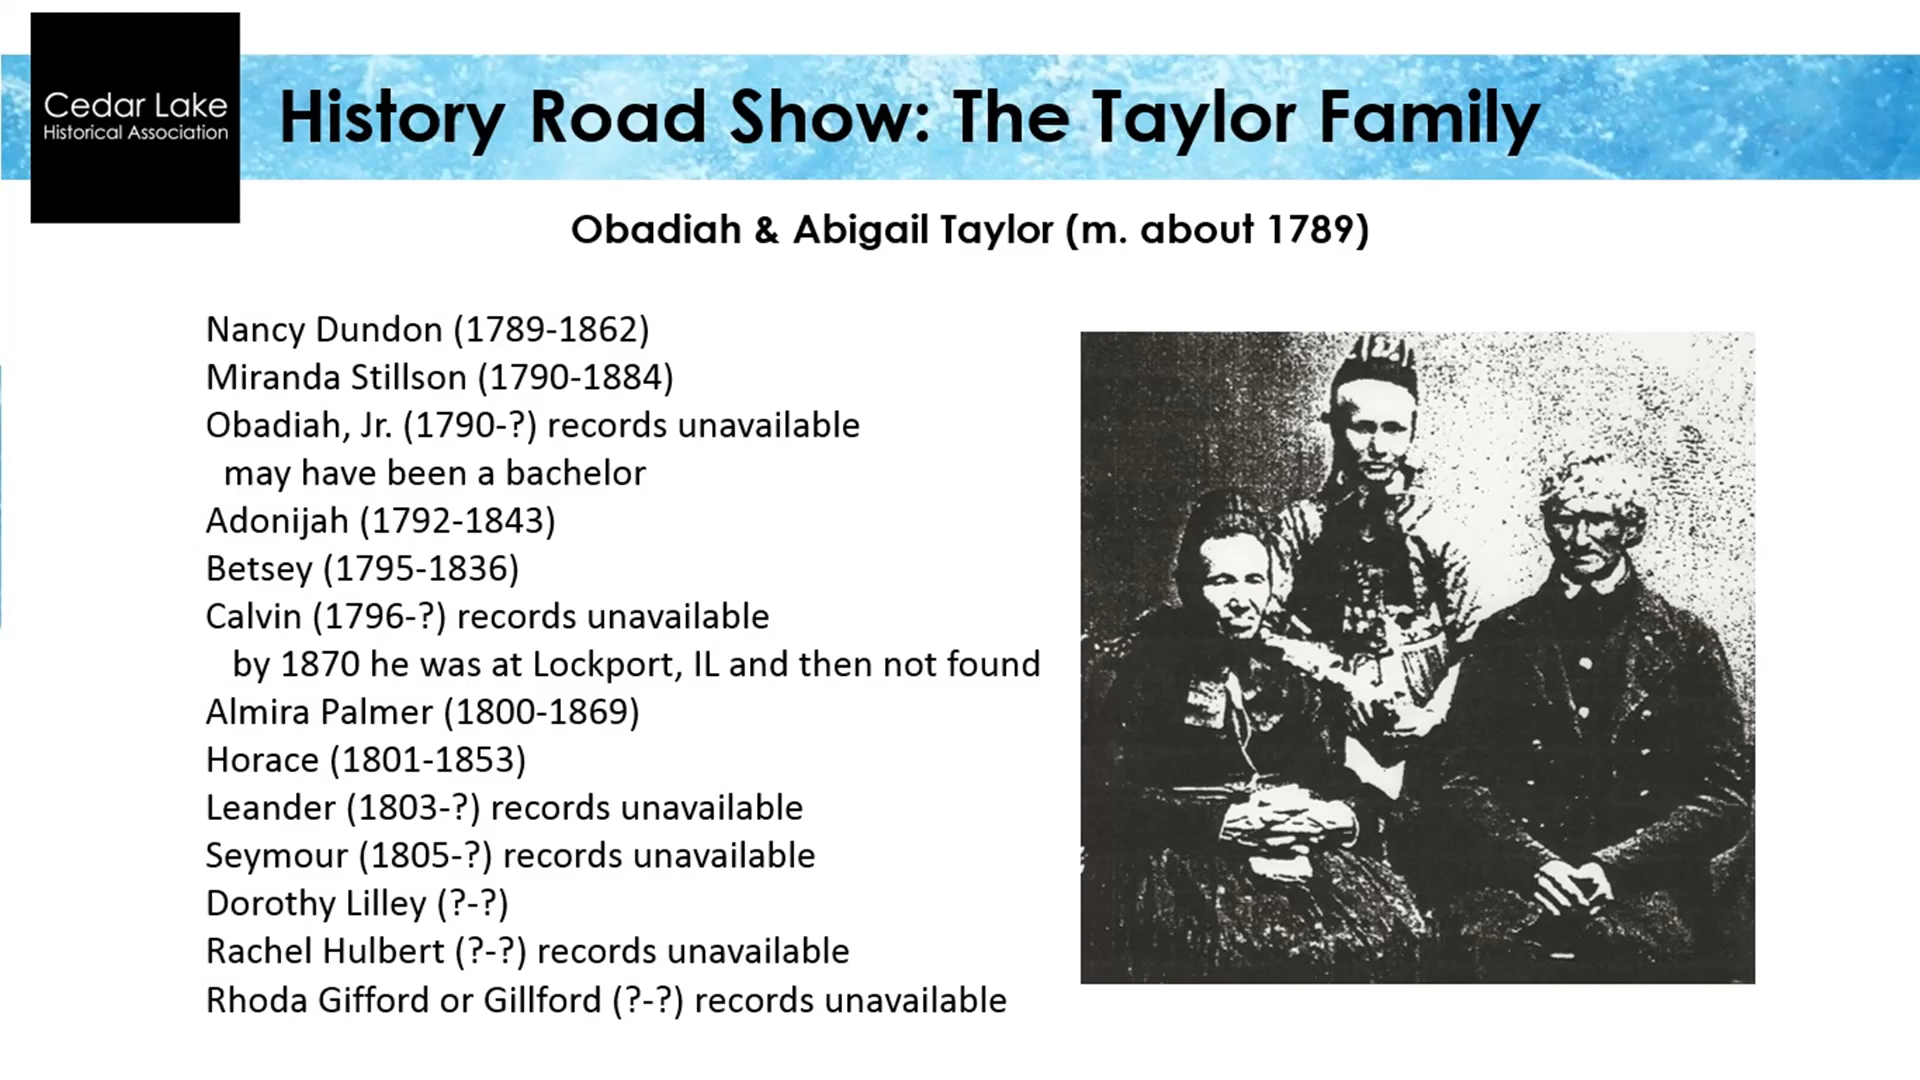 Cedar Lake
Historical Association
History Road Show: The Taylor Family
Obadiah & Abigail Taylor (m. about 1789)
Nancy Dundon (1789-1862)
Miranda Stillson (1790-1884)
Obadiah, Jr. (1790-?) records unavailable
may have been a bachelor
Adonijah (1792-1843)
Betsey (1795-1836)
Calvin (1796-?) records unavailable
by 1870 he was at Lockport, IL and then not found
Almira Palmer (1800-1869)
Horace (1801-1853)
Leander (1803-?) records unavailable
Seymour (1805-?) records unavailable
Dorothy Lilley (?-?)
Rachel Hulbert (?-?) records unavailable
Rhoda Gifford or Gillford (?-?) records unavailable